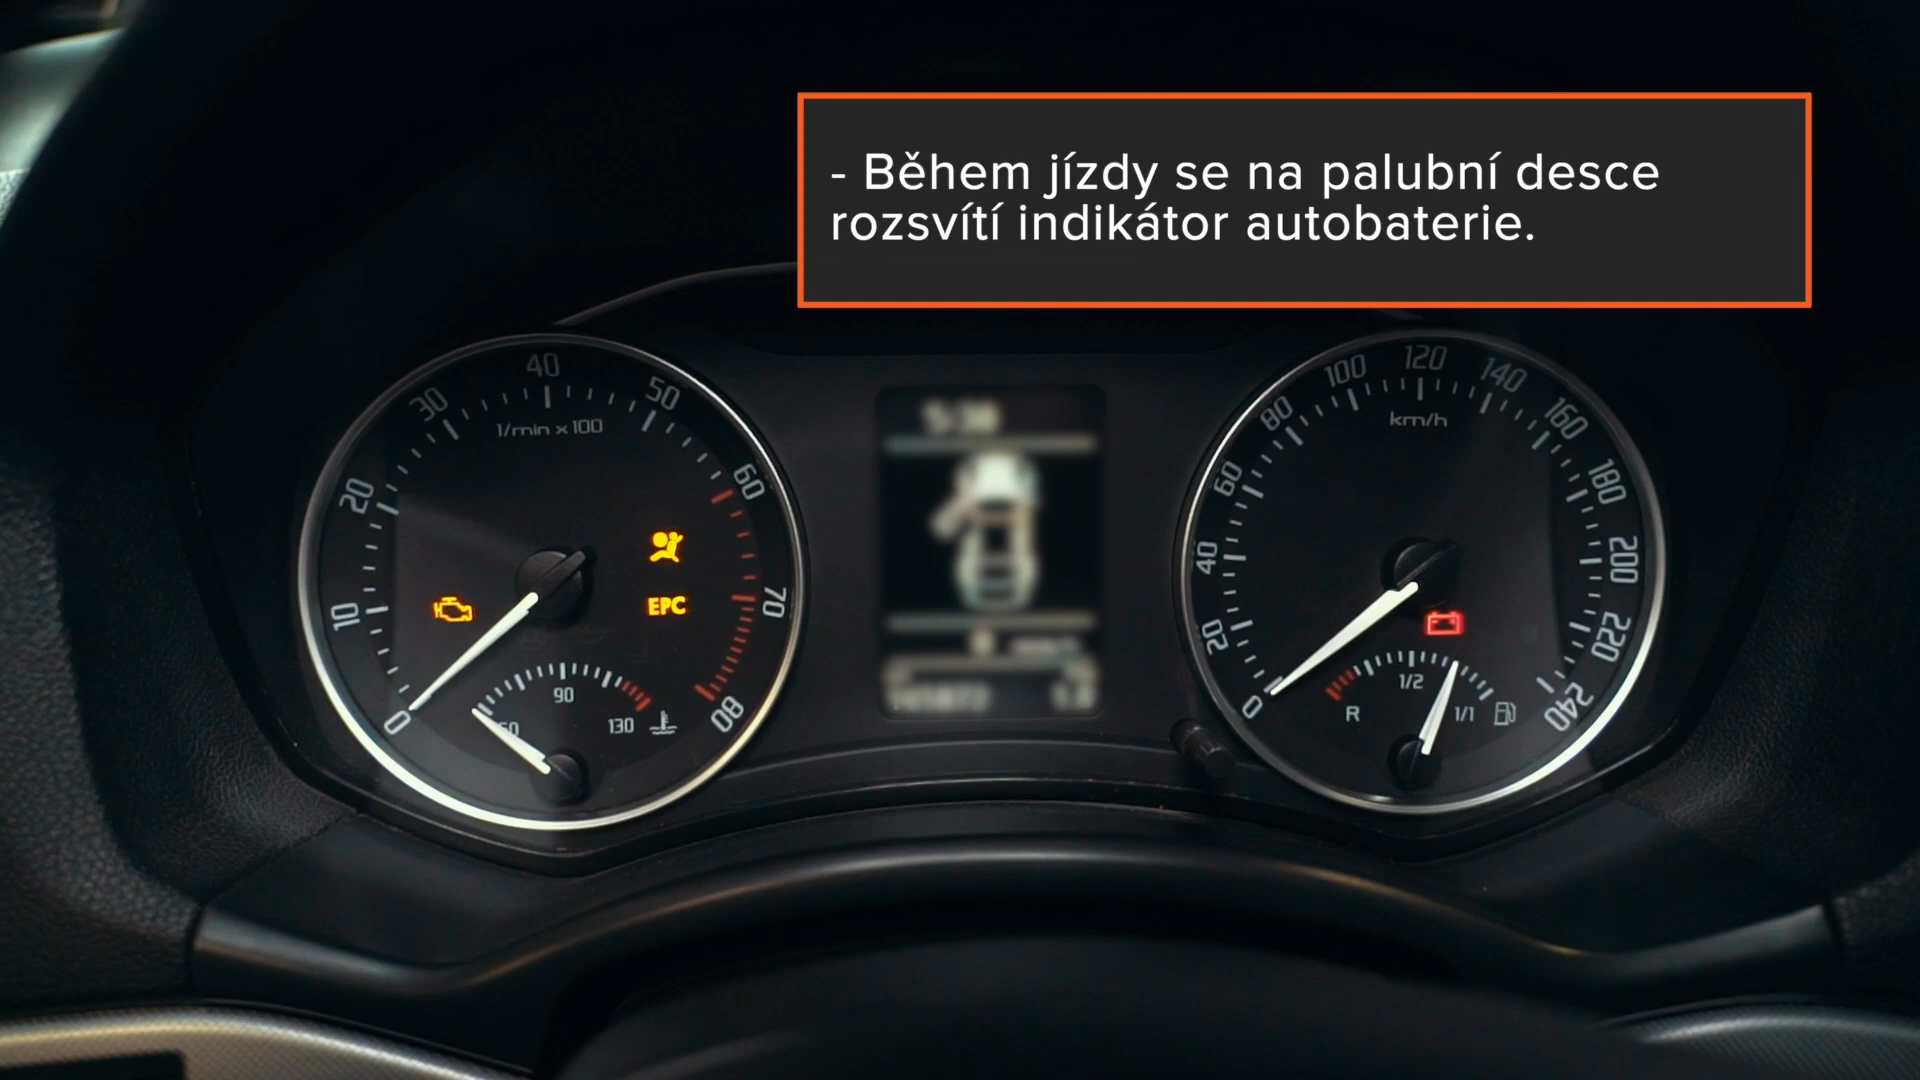 - Během jízdy se na palubní desce
rozsvítí indikátor autobaterie.
0 10 20 30 40 50 60 70 80
1/min x 100
EPC
90
130
0 20 40 60 80 100 120 140 160 180 200 220 240
km/h
R 1/2 1/1